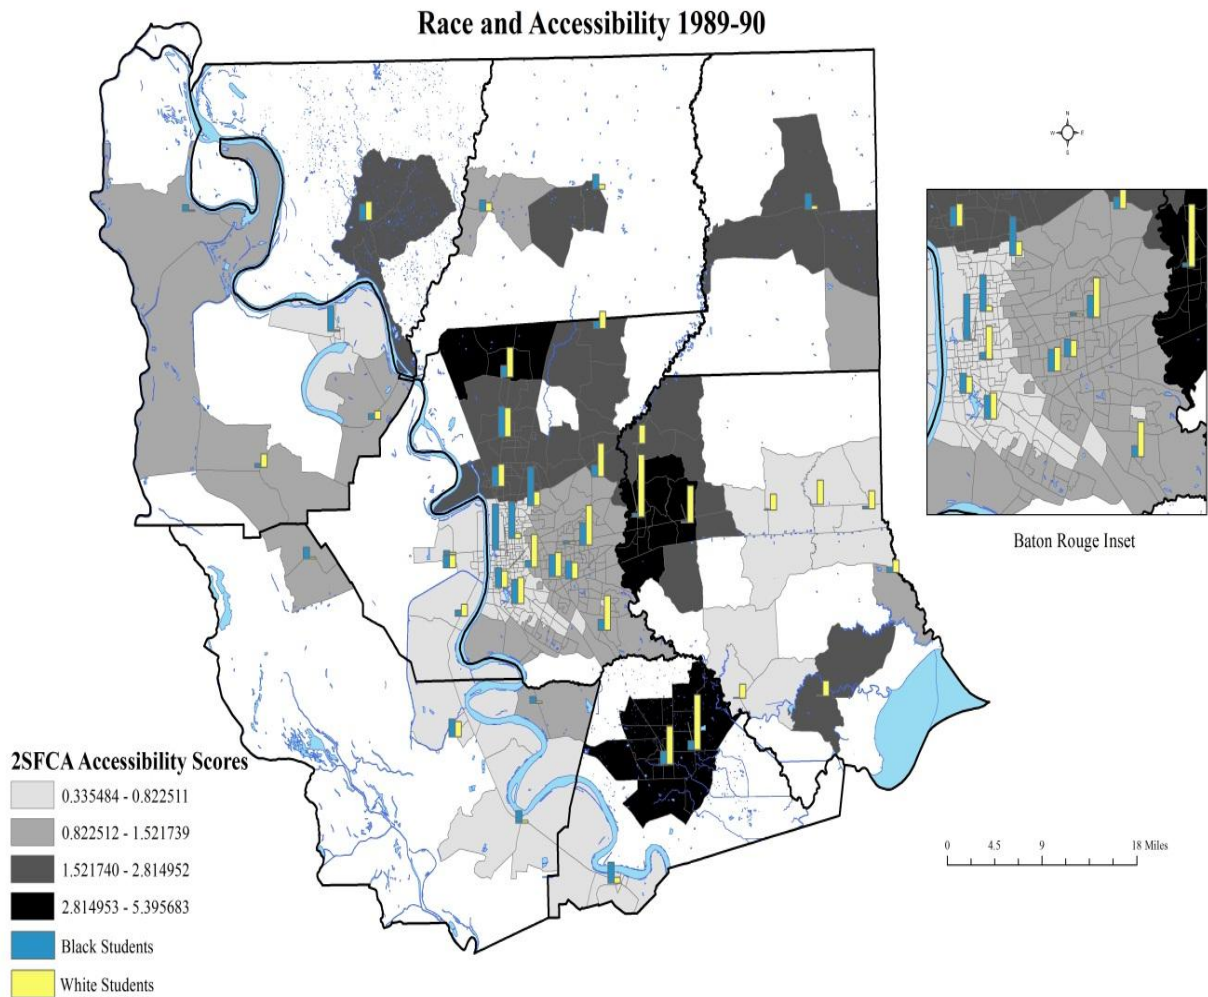 Race and Accessibility 1989-90
N
W E
S
Baton Rouge Inset
2SFCA Accessibility Scores
0.335484 - 0.822511
0.822512 - 1.521739
1.521740 - 2.814952
2.814953 - 5.395683
Black Students
White Students
0 4.5 9 18 Miles